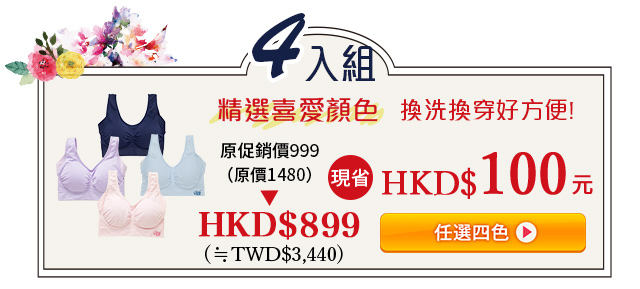 4入組
精選喜愛顏色 換洗換穿好方便!
原促銷價999
(原價1480)
現省 HKD$100元
HKD$899
(≒TWD$3,440)
任選四色